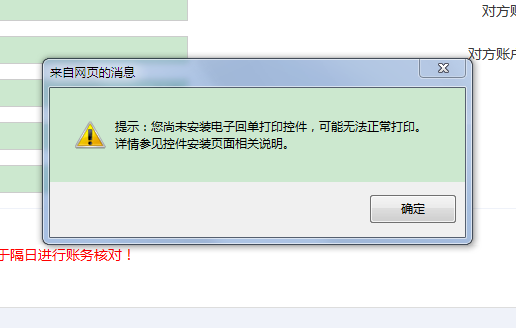 对方账
对方账户
来自网页的消息
提示：您尚未安装电子回单打印控件，可能无法正常打印。
详情参见控件安装页面相关说明。
确定
于隔日进行账务核对！